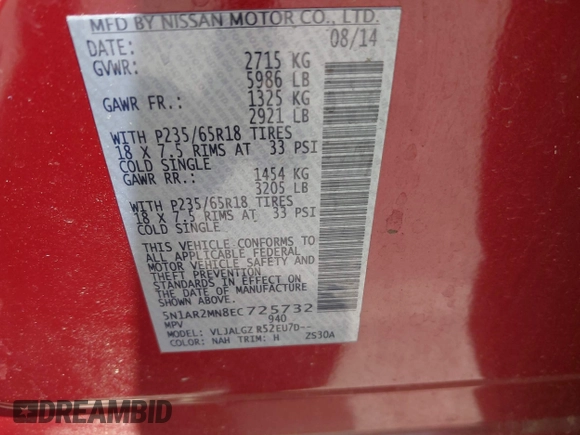 MFD BY NISSAN MOTOR CO., LTD.
DATE: 08/14
GVWR: 2715 KG
5986 LB
GAWR FR.: 1325 KG
2921 LB
WITH P235/65R18 TIRES
18 X 7.5 RIMS AT 33 PSI
COLD SINGLE
GAWR RR.: 1454 KG
3205 LB
WITH P235/65R18 TIRES
18 X 7.5 RIMS AT 33 PSI
COLD SINGLE
THIS VEHICLE CONFORMS TO
ALL APPLICABLE FEDERAL
MOTOR VEHICLE SAFETY AND
THEFT PREVENTION
STANDARDS IN EFFECT ON
THE DATE OF MANUFACTURE
SHOWN ABOVE.
5N1AR2MN8EC725732
MPV 940
MODEL: VLJALGZ R52EU7D--
COLOR: NAH TRIM: H ZS30A
DREAMBID